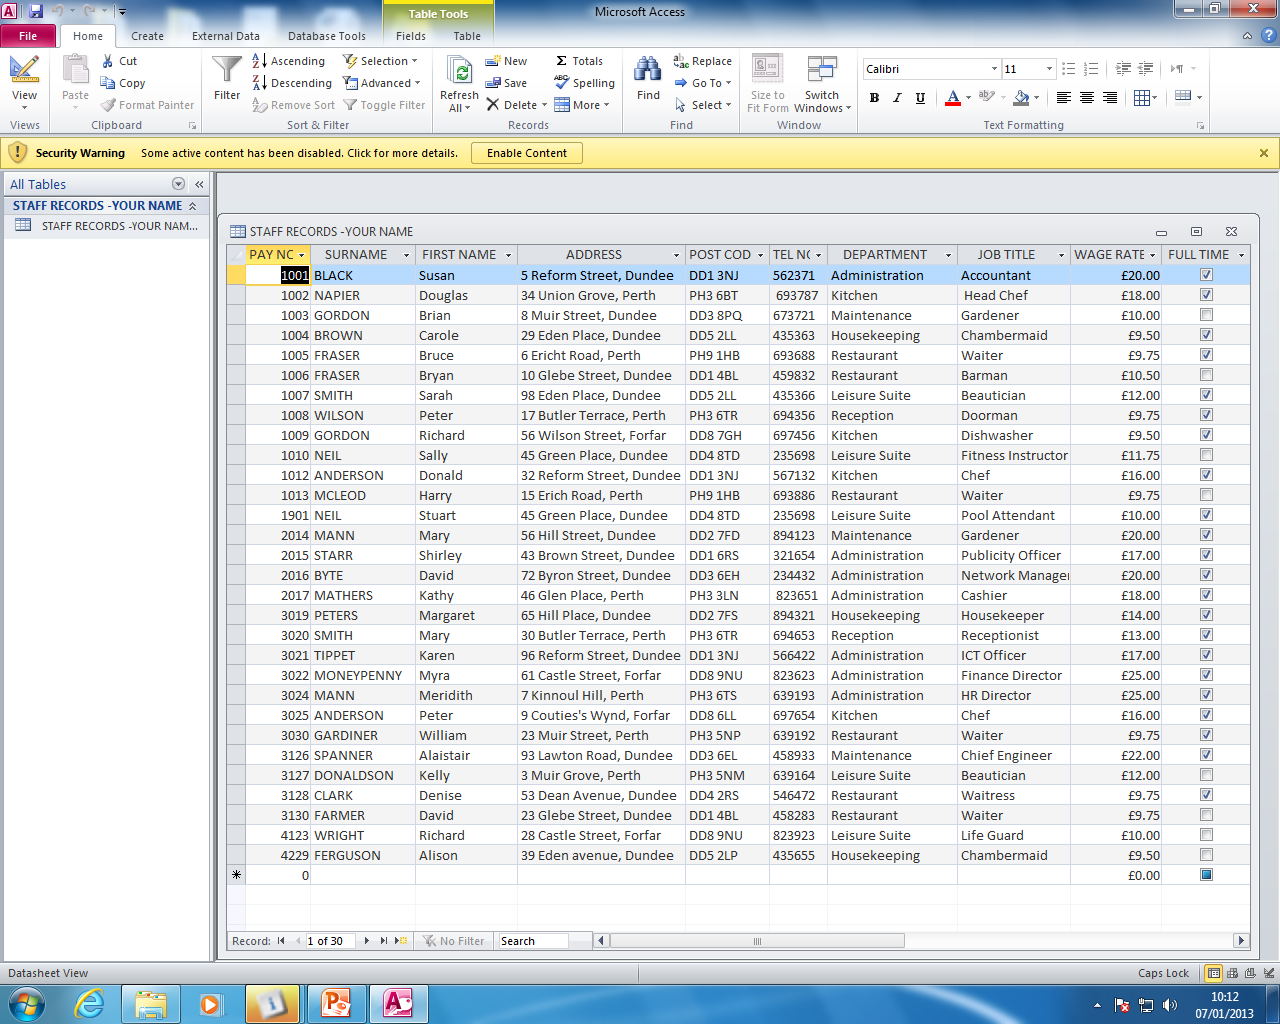 Table Tools
Microsoft Access
File Home Create External Data Database Tools Fields Table
View
Views
Paste
Cut
Copy
Format Painter
Clipboard
Filter
Ascending
Descending
Remove Sort
Selection
Advanced
Toggle Filter
Sort & Filter
Refresh All
New
Save
Delete
Totals
Spelling
More
Records
Find
Replace
Go To
Select
Find
Size to Fit Form
Switch Windows
Window
Calibri 11
B I U A
Text Formatting
Security Warning Some active content has been disabled. Click for more details. Enable Content
All Tables
STAFF RECORDS -YOUR NAME
STAFF RECORDS -YOUR NAM...
STAFF RECORDS -YOUR NAME
PAY NC SURNAME FIRST NAME ADDRESS POST COD TEL NC DEPARTMENT JOB TITLE WAGE RATE FULL TIME
1001 BLACK Susan 5 Reform Street, Dundee DD1 3NJ 562371 Administration Accountant £20.00
1002 NAPIER Douglas 34 Union Grove, Perth PH3 6BT 693787 Kitchen Head Chef £18.00
1003 GORDON Brian 8 Muir Street, Dundee DD3 8PQ 673721 Maintenance Gardener £10.00
1004 BROWN Carole 29 Eden Place, Dundee DD5 2LL 435363 Housekeeping Chambermaid £9.50
1005 FRASER Bruce 6 Ericht Road, Perth PH9 1HB 693688 Restaurant Waiter £9.75
1006 FRASER Bryan 10 Glebe Street, Dundee DD1 4BL 459832 Restaurant Barman £10.50
1007 SMITH Sarah 98 Eden Place, Dundee DD5 2LL 435366 Leisure Suite Beautician £12.00
1008 WILSON Peter 17 Butler Terrace, Perth PH3 6TR 694356 Reception Doorman £9.75
1009 GORDON Richard 56 Wilson Street, Forfar DD8 7GH 697456 Kitchen Dishwasher £9.50
1010 NEIL Sally 45 Green Place, Dundee DD4 8TD 235698 Leisure Suite Fitness Instructor £11.75
1012 ANDERSON Donald 32 Reform Street, Dundee DD1 3NJ 567132 Kitchen Chef £16.00
1013 MCLEOD Harry 15 Erich Road, Perth PH9 1HB 693886 Restaurant Waiter £9.75
1901 NEIL Stuart 45 Green Place, Dundee DD4 8TD 235698 Leisure Suite Pool Attendant £10.00
2014 MANN Mary 56 Hill Street, Dundee DD2 7FD 894123 Maintenance Gardener £20.00
2015 STARR Shirley 43 Brown Street, Dundee DD1 6RS 321654 Administration Publicity Officer £17.00
2016 BYTE David 72 Byron Street, Dundee DD3 6EH 234432 Administration Network Manager £20.00
2017 MATHERS Kathy 46 Glen Place, Perth PH3 3LN 823651 Administration Cashier £18.00
3019 PETERS Margaret 65 Hill Place, Dundee DD2 7FS 894321 Housekeeping Housekeeper £14.00
3020 SMITH Mary 30 Butler Terrace, Perth PH3 6TR 694653 Reception Receptionist £13.00
3021 TIPPET Karen 96 Reform Street, Dundee DD1 3NJ 566422 Administration ICT Officer £17.00
3022 MONEYPENNY Myra 61 Castle Street, Forfar DD8 9NU 823623 Administration Finance Director £25.00
3024 MANN Meridith 7 Kinnoul Hill, Perth PH3 6TS 639193 Administration HR Director £25.00
3025 ANDERSON Peter 9 Couties's Wynd, Forfar DD8 6LL 697654 Kitchen Chef £16.00
3030 GARDINER William 23 Muir Street, Perth PH3 5NP 639192 Restaurant Waiter £9.75
3126 SPANNER Alaistair 93 Lawton Road, Dundee DD3 6EL 458933 Maintenance Chief Engineer £22.00
3127 DONALDSON Kelly 3 Muir Grove, Perth PH3 5NM 639164 Leisure Suite Beautician £12.00
3128 CLARK Denise 53 Dean Avenue, Dundee DD4 2RS 546472 Restaurant Waitress £9.75
3130 FARMER David 23 Glebe Street, Dundee DD1 4BL 458283 Restaurant Waiter £9.75
4123 WRIGHT Richard 28 Castle Street, Forfar DD8 9NU 823923 Leisure Suite Life Guard £10.00
4229 FERGUSON Alison 39 Eden avenue, Dundee DD5 2LP 435655 Housekeeping Chambermaid £9.50
0 £0.00
Record: 1 of 30 No Filter Search
Datasheet View Caps Lock
10:12
07/01/2013